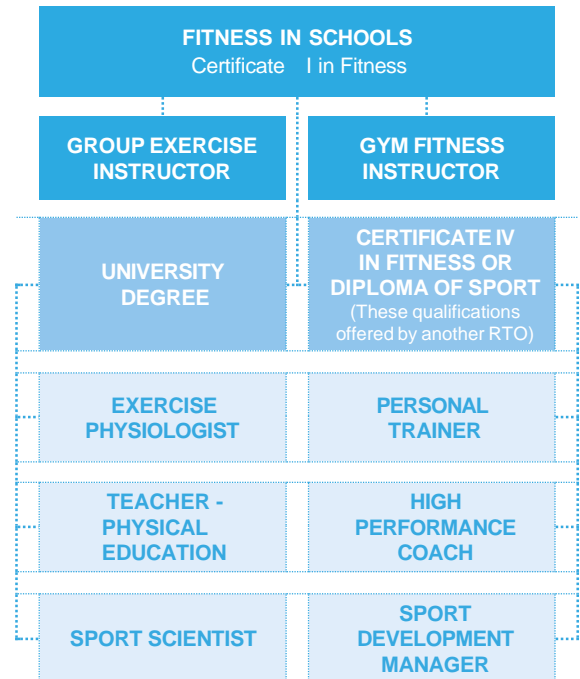 FITNESS IN SCHOOLS
Certificate I in Fitness
GROUP EXERCISE
INSTRUCTOR
GYM FITNESS
INSTRUCTOR
UNIVERSITY
DEGREE
CERTIFICATE IV
IN FITNESS OR
DIPLOMA OF SPORT
(These qualifications
offered by another RTO)
EXERCISE
PHYSIOLOGIST
PERSONAL
TRAINER
TEACHER -
PHYSICAL
EDUCATION
HIGH
PERFORMANCE
COACH
SPORT SCIENTIST
SPORT
DEVELOPMENT
MANAGER